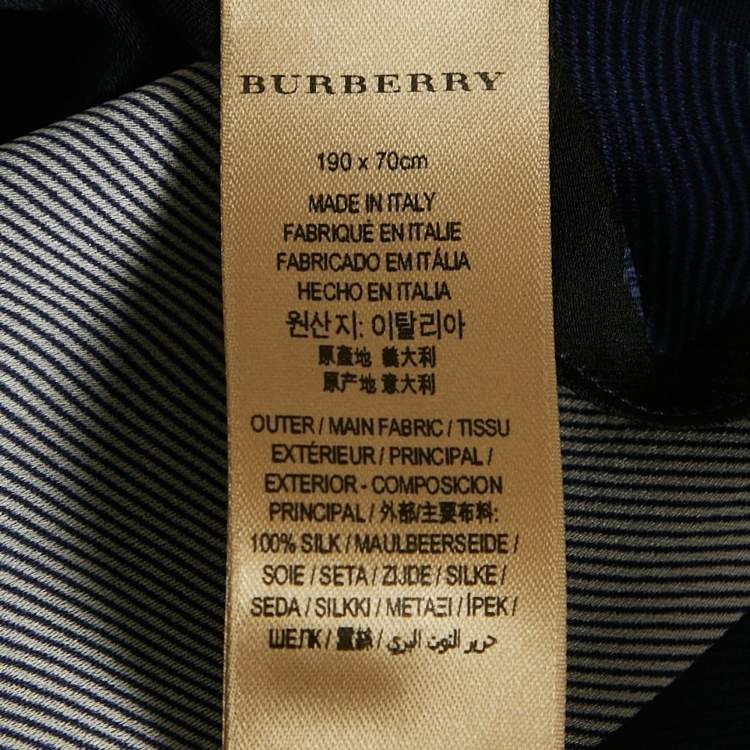 BURBERRY
190 x 70cm
MADE IN ITALY
FABRIQUÉ EN ITALIE
FABRICADO EM ITÁLIA
HECHO EN ITALIA
원산지: 이탈리아
原產地 義大利
原产地 意大利
OUTER / MAIN FABRIC / TISSU
EXTÉRIEUR / PRINCIPAL /
EXTERIOR - COMPOSICION
PRINCIPAL / 外部/主要布料:
100% SILK / MAULBEERSEIDE /
SOIE / SETA / ZIJDE / SILKE /
SEDA / SILKKI / ΜΕΤΑΞΙ / İPEK /
ШЕЛК / 蠶絲 / حرير التوت البري